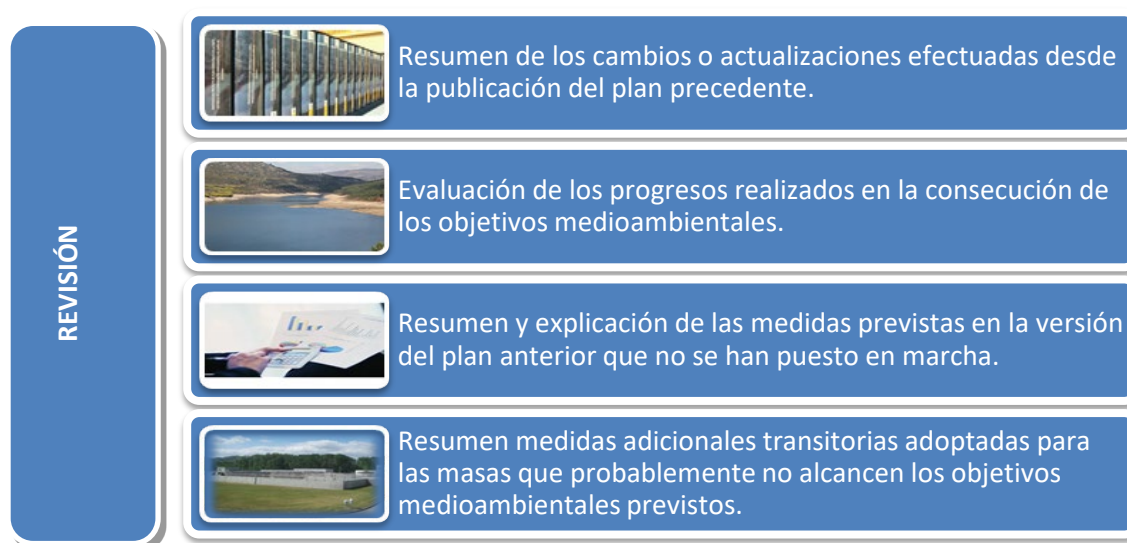 REVISIÓN
Resumen de los cambios o actualizaciones efectuadas desde
la publicación del plan precedente.
Evaluación de los progresos realizados en la consecución de
los objetivos medioambientales.
Resumen y explicación de las medidas previstas en la versión
del plan anterior que no se han puesto en marcha.
Resumen medidas adicionales transitorias adoptadas para
las masas que probablemente no alcancen los objetivos
medioambientales previstos.